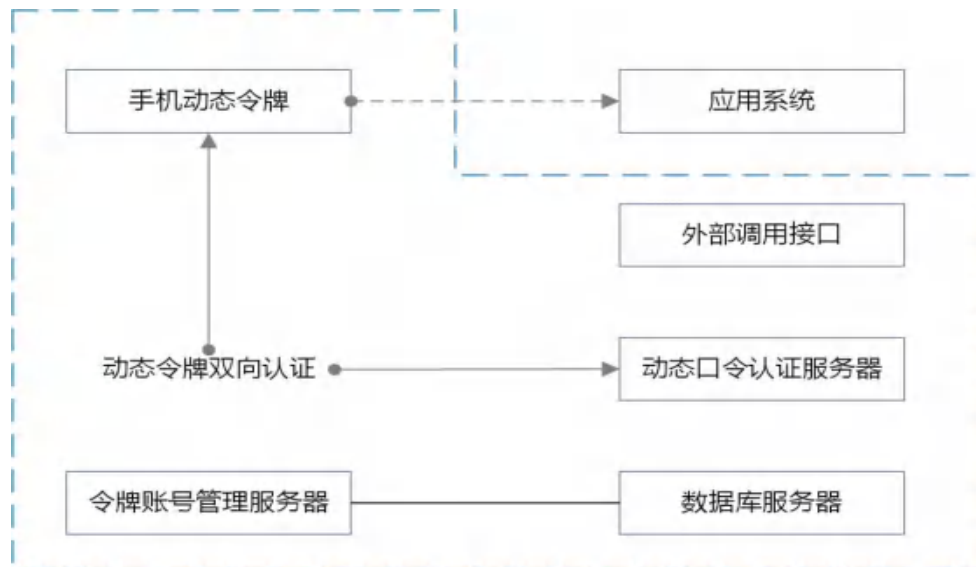 手机动态令牌
应用系统
外部调用接口
动态令牌双向认证
动态口令认证服务器
令牌账号管理服务器
数据库服务器